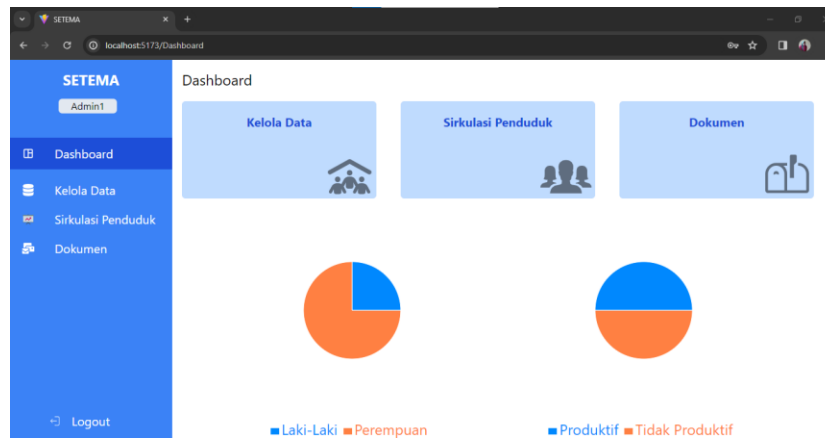 SETEMA
localhost:5173/Dashboard
SETEMA
Admin1
Dashboard
Kelola Data
Sirkulasi Penduduk
Dokumen
Logout
Dashboard
Kelola Data
Sirkulasi Penduduk
Dokumen
Laki-Laki Perempuan
Produktif Tidak Produktif